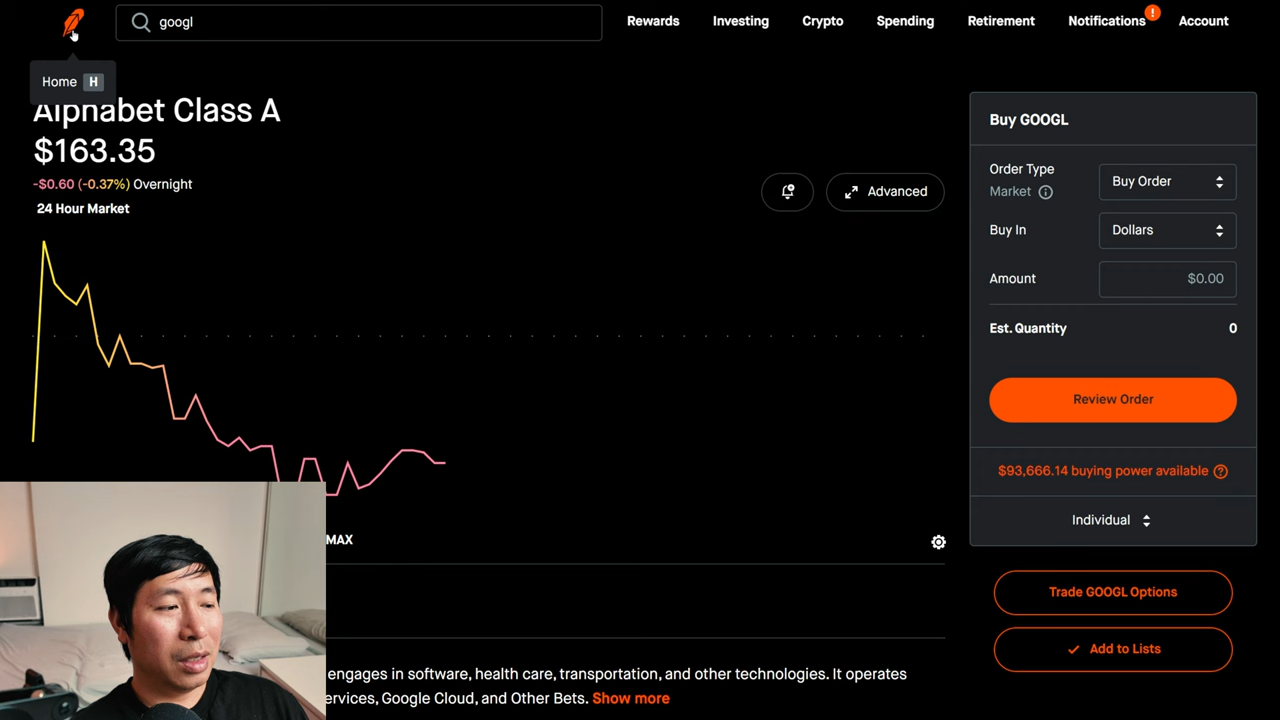 googl
Rewards
Investing
Crypto
Spending
Retirement
Notifications
!
Account
Home H
Alphabet Class A
$163.35
-$0.60 (-0.37%) Overnight
24 Hour Market
Advanced
MAX
engages in software, health care, transportation, and other technologies. It operates
ervices, Google Cloud, and Other Bets. Show more
Buy GOOGL
Order Type
Market
Buy Order
Buy In
Dollars
Amount
$0.00
Est. Quantity
0
Review Order
$93,666.14 buying power available
Individual
Trade GOOGL Options
Add to Lists